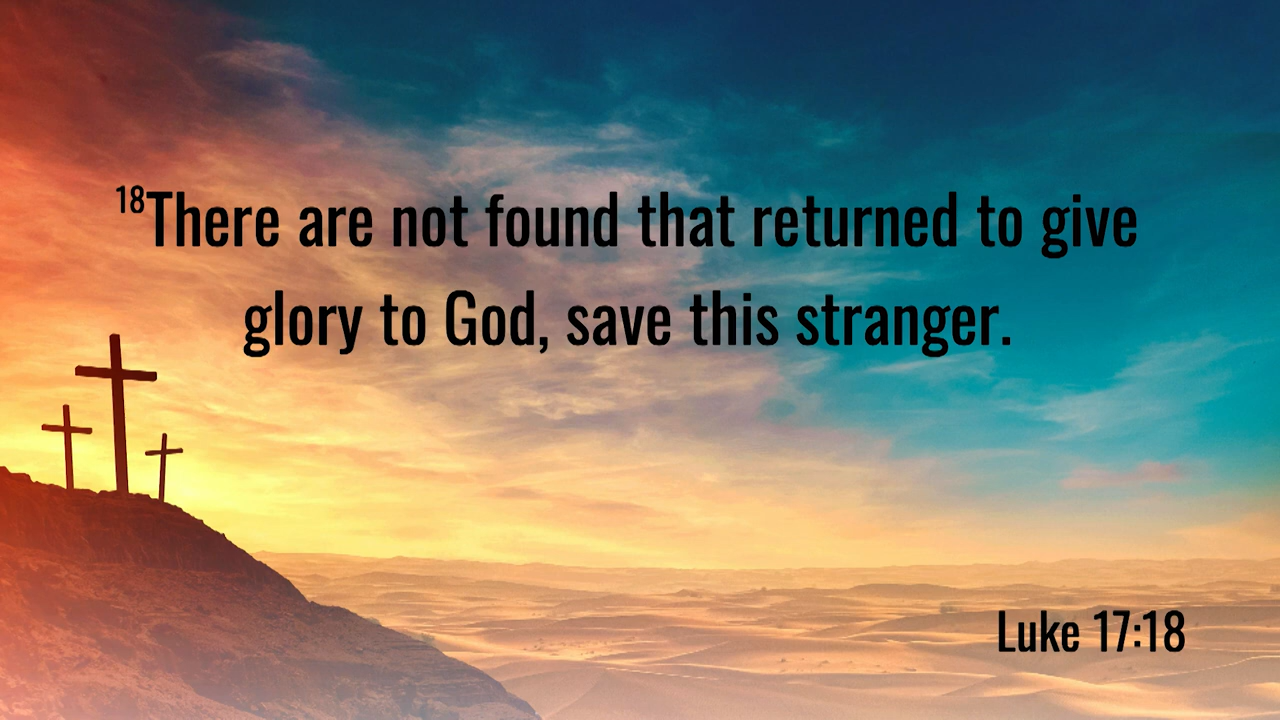 18There are not found that returned to give
glory to God, save this stranger.
Luke 17:18